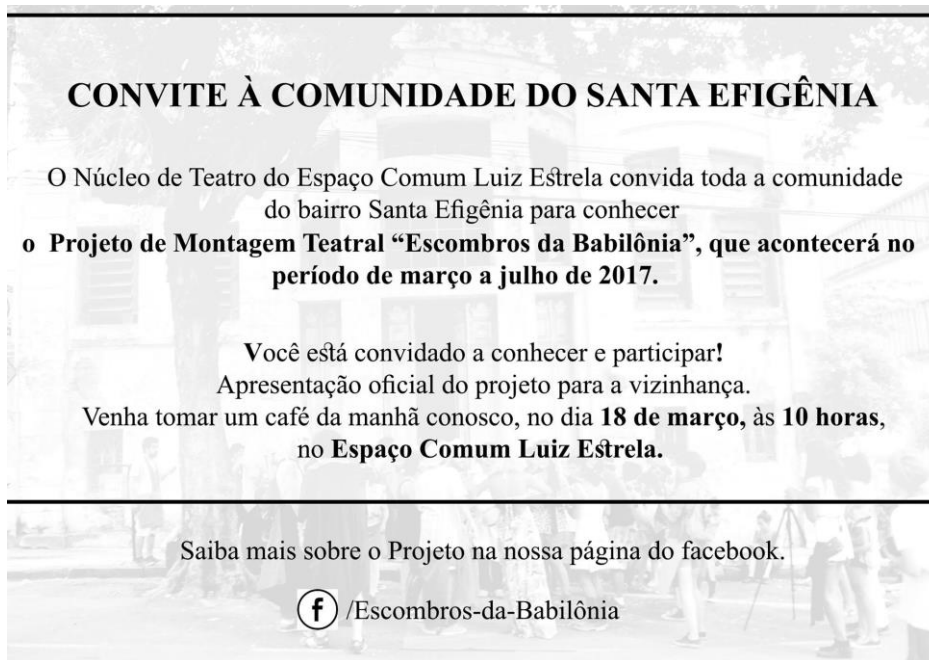 CONVITE À COMUNIDADE DO SANTA EFIGÊNIA
O Núcleo de Teatro do Espaço Comum Luiz Estrela convida toda a comunidade
do bairro Santa Efigênia para conhecer
o Projeto de Montagem Teatral “Escombros da Babilônia”, que acontecerá no
período de março a julho de 2017.
Você está convidado a conhecer e participar!
Apresentação oficial do projeto para a vizinhança.
Venha tomar um café da manhã conosco, no dia 18 de março, às 10 horas,
no Espaço Comum Luiz Estrela.
Saiba mais sobre o Projeto na nossa página do facebook.
/Escombros-da-Babilônia